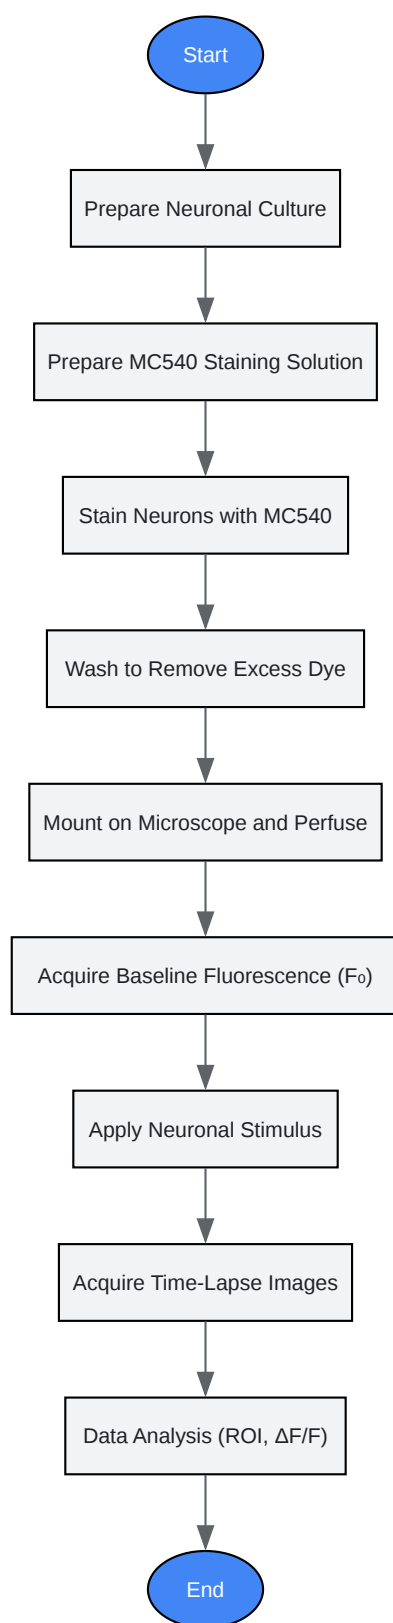 Start
Prepare Neuronal Culture
Prepare MC540 Staining Solution
Stain Neurons with MC540
Wash to Remove Excess Dye
Mount on Microscope and Perfuse
Acquire Baseline Fluorescence (F₀)
Apply Neuronal Stimulus
Acquire Time-Lapse Images
Data Analysis (ROI, ΔF/F)
End